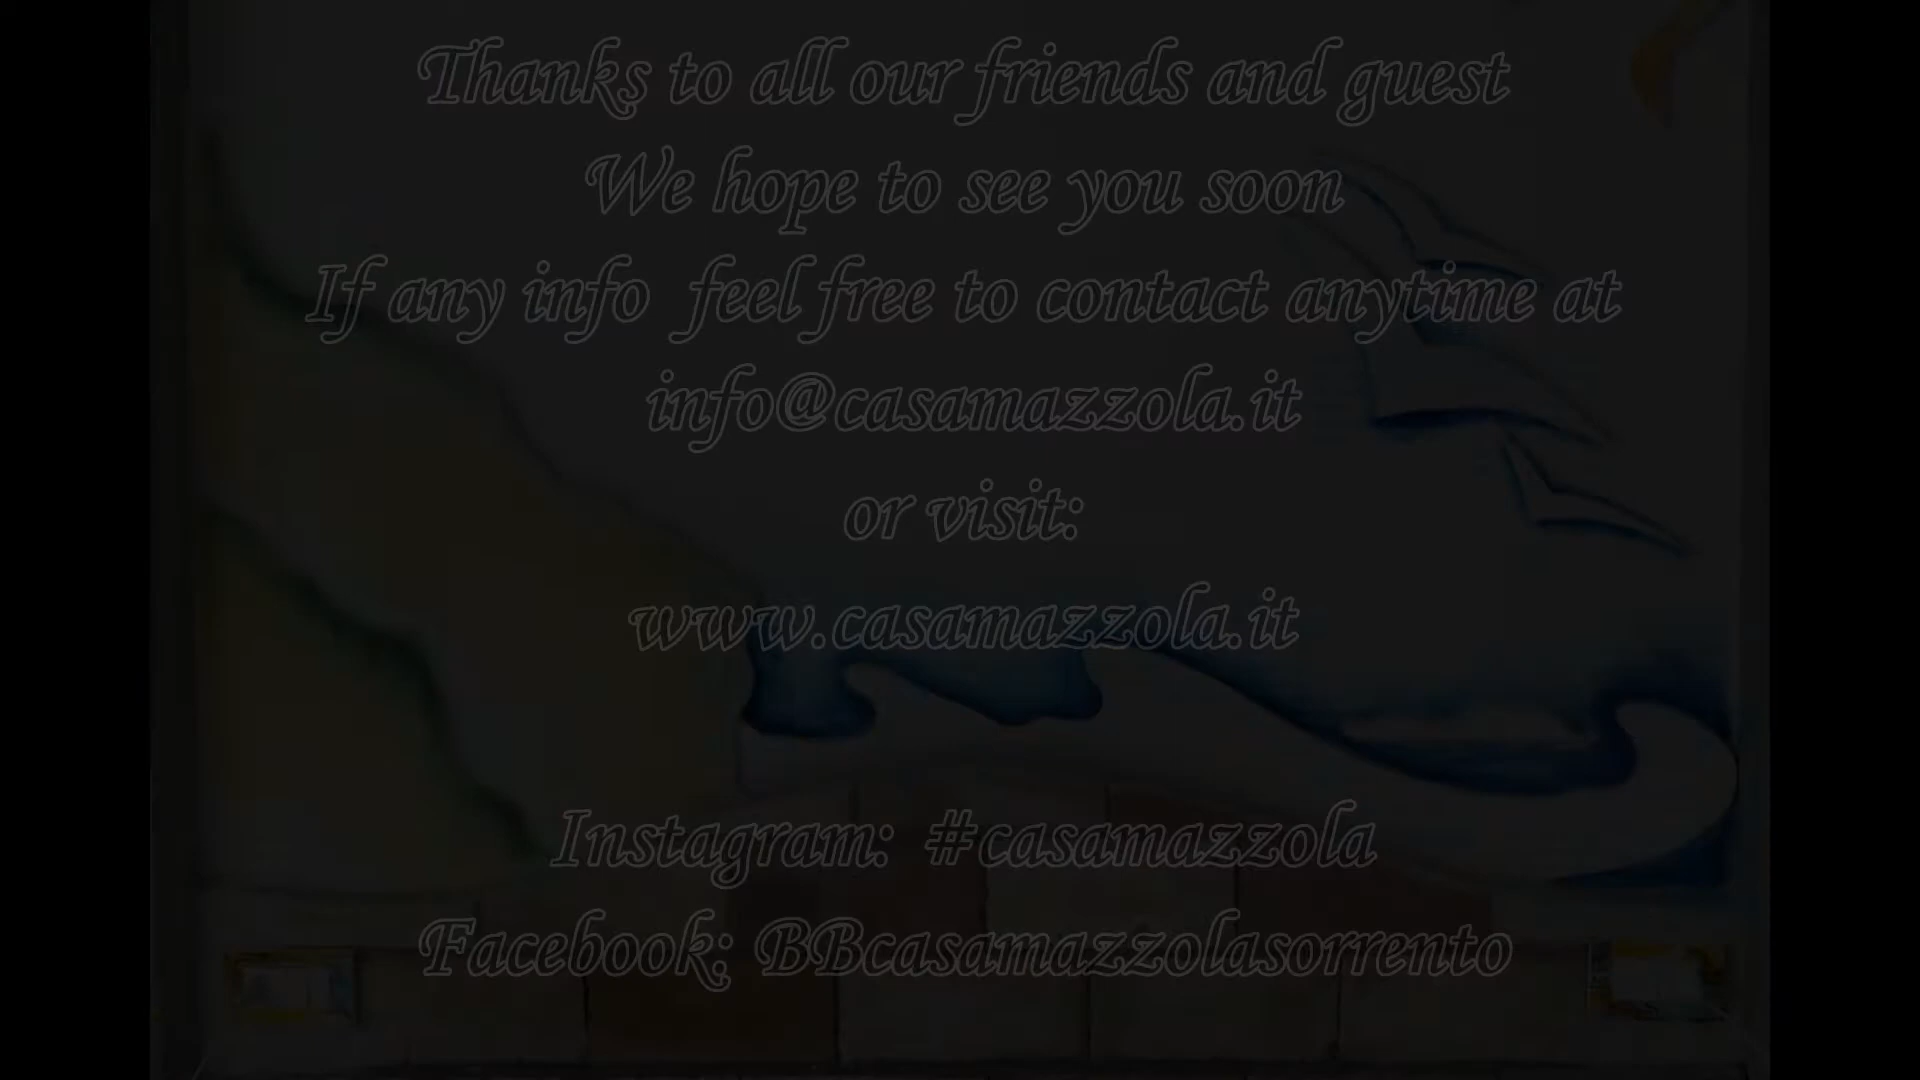 Thanks to all our friends and guest
We hope to see you soon
If any info  feel free to contact anytime at
info@casamazzola.it
or visit:
www.casamazzola.it
Instagram:  #casamazzola
Facebook: BBcasamazzolasorrento